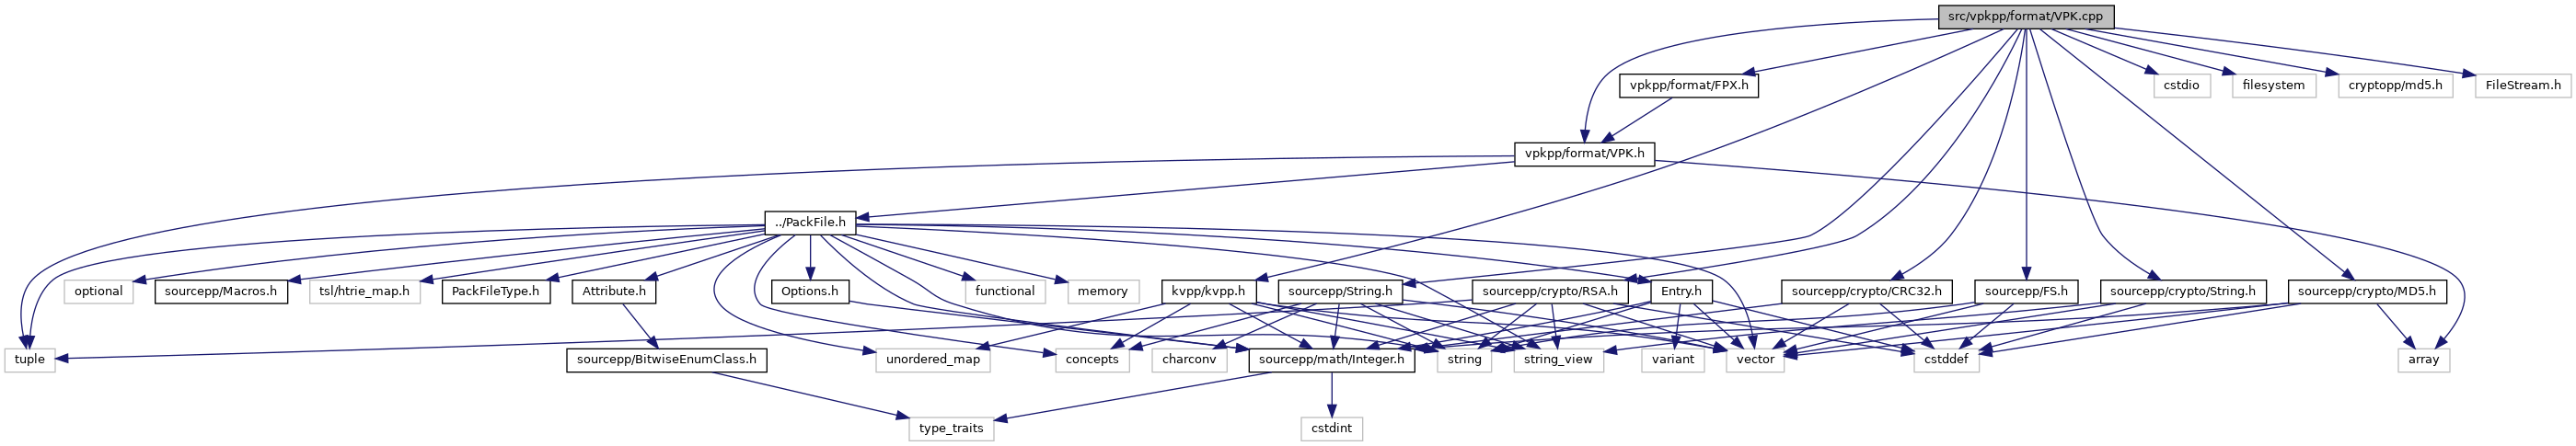 src/vpkpp/format/VPK.cpp
vpkpp/format/FPX.h
cstdio
filesystem
cryptopp/md5.h
FileStream.h
vpkpp/format/VPK.h
../PackFile.h
optional
sourcepp/Macros.h
tsl/htrie_map.h
PackFileType.h
Attribute.h
Options.h
functional
memory
kvpp/kvpp.h
sourcepp/String.h
sourcepp/crypto/RSA.h
Entry.h
sourcepp/crypto/CRC32.h
sourcepp/FS.h
sourcepp/crypto/String.h
sourcepp/crypto/MD5.h
tuple
sourcepp/BitwiseEnumClass.h
unordered_map
concepts
charconv
sourcepp/math/Integer.h
string
string_view
variant
vector
cstddef
array
type_traits
cstdint